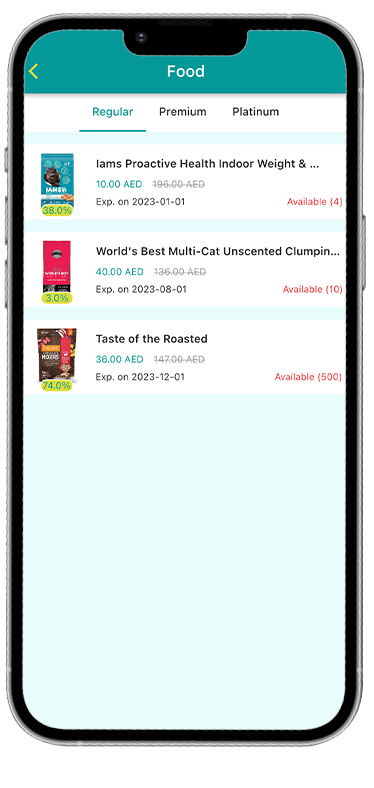 Food
Regular Premium Platinum
Iams Proactive Health Indoor Weight & ...
10.00 AED 196.00 AED
Exp. on 2023-01-01 Available (4)
IAMS
38.0%
World's Best Multi-Cat Unscented Clumpin...
40.00 AED 136.00 AED
Exp. on 2023-08-01 Available (10)
WORLD'S BEST
3.0%
Taste of the Roasted
36.00 AED 147.00 AED
Exp. on 2023-12-01 Available (500)
MIXERS
74.0%